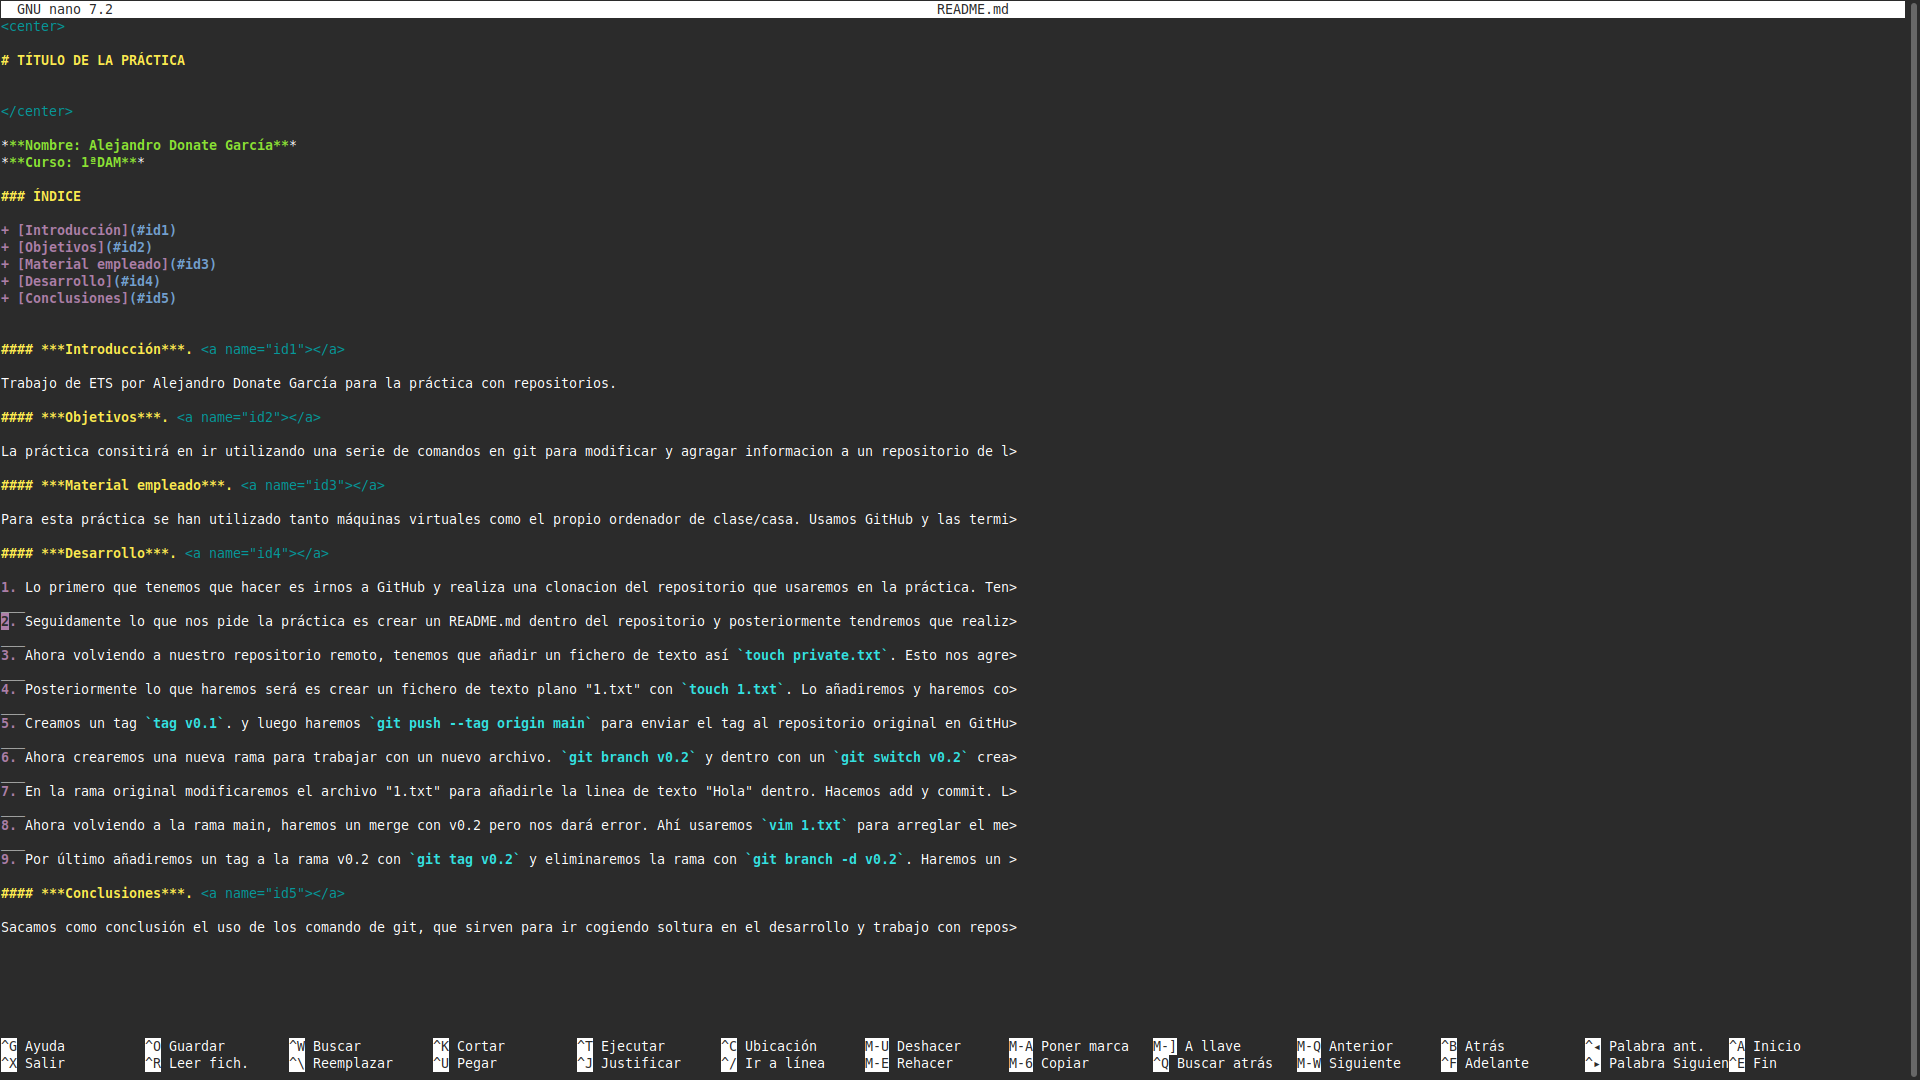 GNU nano 7.2 README.md
<center>
# TÍTULO DE LA PRÁCTICA
</center>
***Nombre: Alejandro Donate García***
***Curso: 1ºDAM***
### ÍNDICE
+ [Introducción](#id1)
+ [Objetivos](#id2)
+ [Material empleado](#id3)
+ [Desarrollo](#id4)
+ [Conclusiones](#id5)
#### ***Introducción***. <a name="id1"></a>
Trabajo de ETS por Alejandro Donate García para la práctica con repositorios.
#### ***Objetivos***. <a name="id2"></a>
La práctica consitirá en ir utilizando una serie de comandos en git para modificar y agragar informacion a un repositorio de l>
#### ***Material empleado***. <a name="id3"></a>
Para esta práctica se han utilizado tanto máquinas virtuales como el propio ordenador de clase/casa. Usamos GitHub y las termi>
#### ***Desarrollo***. <a name="id4"></a>
1. Lo primero que tenemos que hacer es irnos a GitHub y realiza una clonacion del repositorio que usaremos en la práctica. Ten>
___
2. Seguidamente lo que nos pide la práctica es crear un README.md dentro del repositorio y posteriormente tendremos que realiz>
___
3. Ahora volviendo a nuestro repositorio remoto, tenemos que añadir un fichero de texto así `touch private.txt`. Esto nos agre>
___
4. Posteriormente lo que haremos será es crear un fichero de texto plano "1.txt" con `touch 1.txt`. Lo añadiremos y haremos co>
___
5. Creamos un tag `tag v0.1`. y luego haremos `git push --tag origin main` para enviar el tag al repositorio original en GitHu>
___
6. Ahora crearemos una nueva rama para trabajar con un nuevo archivo. `git branch v0.2` y dentro con un `git switch v0.2` crea>
___
7. En la rama original modificaremos el archivo "1.txt" para añadirle la linea de texto "Hola" dentro. Hacemos add y commit. L>
___
8. Ahora volviendo a la rama main, haremos un merge con v0.2 pero nos dará error. Ahí usaremos `vim 1.txt` para arreglar el me>
___
9. Por último añadiremos un tag a la rama v0.2 con `git tag v0.2` y eliminaremos la rama con `git branch -d v0.2`. Haremos un >
#### ***Conclusiones***. <a name="id5"></a>
Sacamos como conclusión el uso de los comando de git, que sirven para ir cogiendo soltura en el desarrollo y trabajo con repos>
^G Ayuda ^O Guardar ^W Buscar ^K Cortar ^T Ejecutar ^C Ubicación M-U Deshacer M-A Poner marca M-] A llave M-Q Anterior ^B Atrás ^◂ Palabra ant. ^A Inicio
^X Salir ^R Leer fich. ^\ Reemplazar ^U Pegar ^J Justificar ^/ Ir a línea M-E Rehacer M-6 Copiar ^Q Buscar atrás M-W Siguiente ^F Adelante ^▸ Palabra Siguien ^E Fin